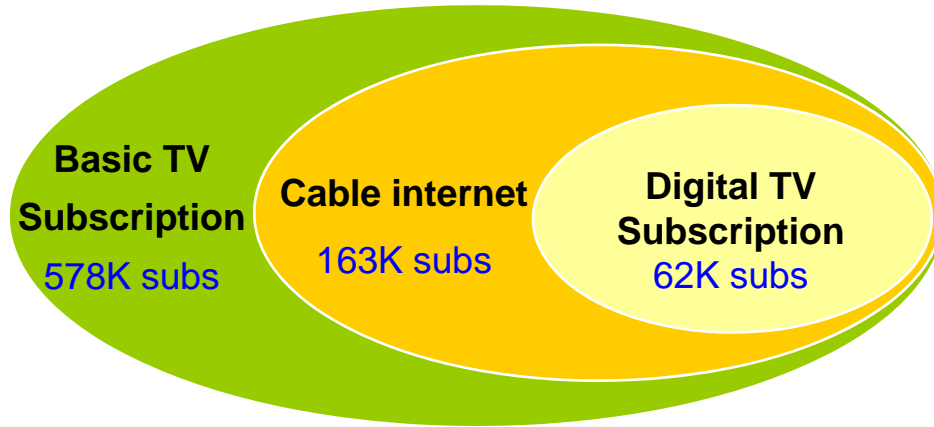 Basic TV
Subscription
578K subs
Cable internet
163K subs
Digital TV
Subscription
62K subs